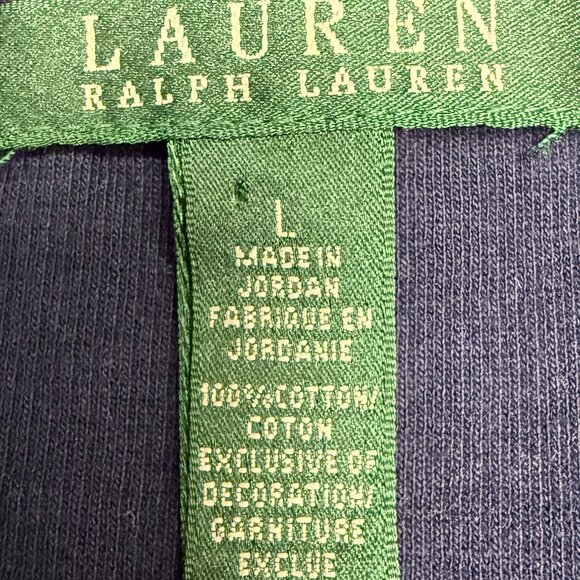 LAUREN
RALPH LAUREN
L
MADE IN
JORDAN
FABRIQUE EN
JORDANIE
100% COTTON/
COTON
EXCLUSIVE OF
DECORATION/
GARNITURE
EXCLUE